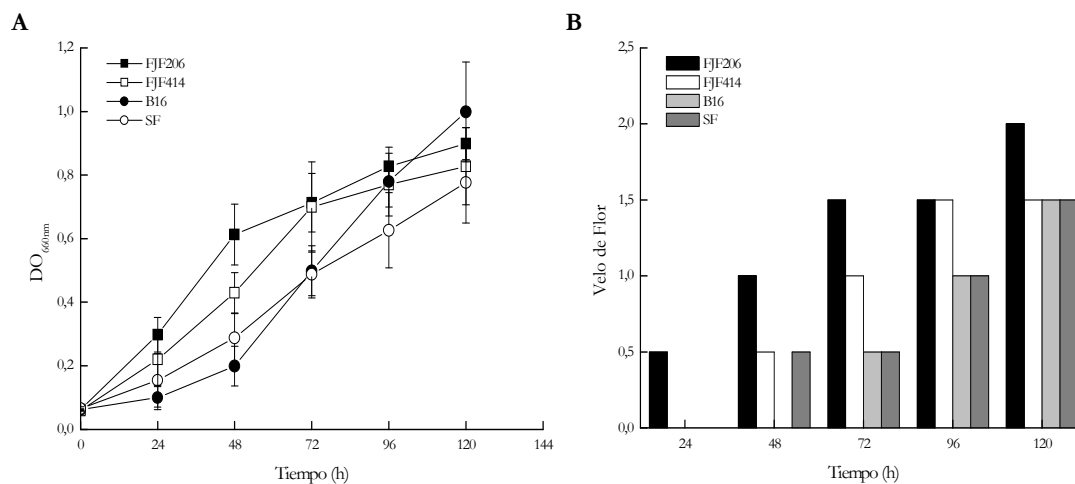 A
1,2
1,0
0,8
0,6
0,4
0,2
0,0
DO660 nm
FJF206
FJF414
B16
SF
0 24 48 72 96 120 144
Tiempo (h)
B
2,5
2,0
1,5
1,0
0,5
0,0
Velo de Flor
FJF206
FJF414
B16
SF
24 48 72 96 120
Tiempo (h)